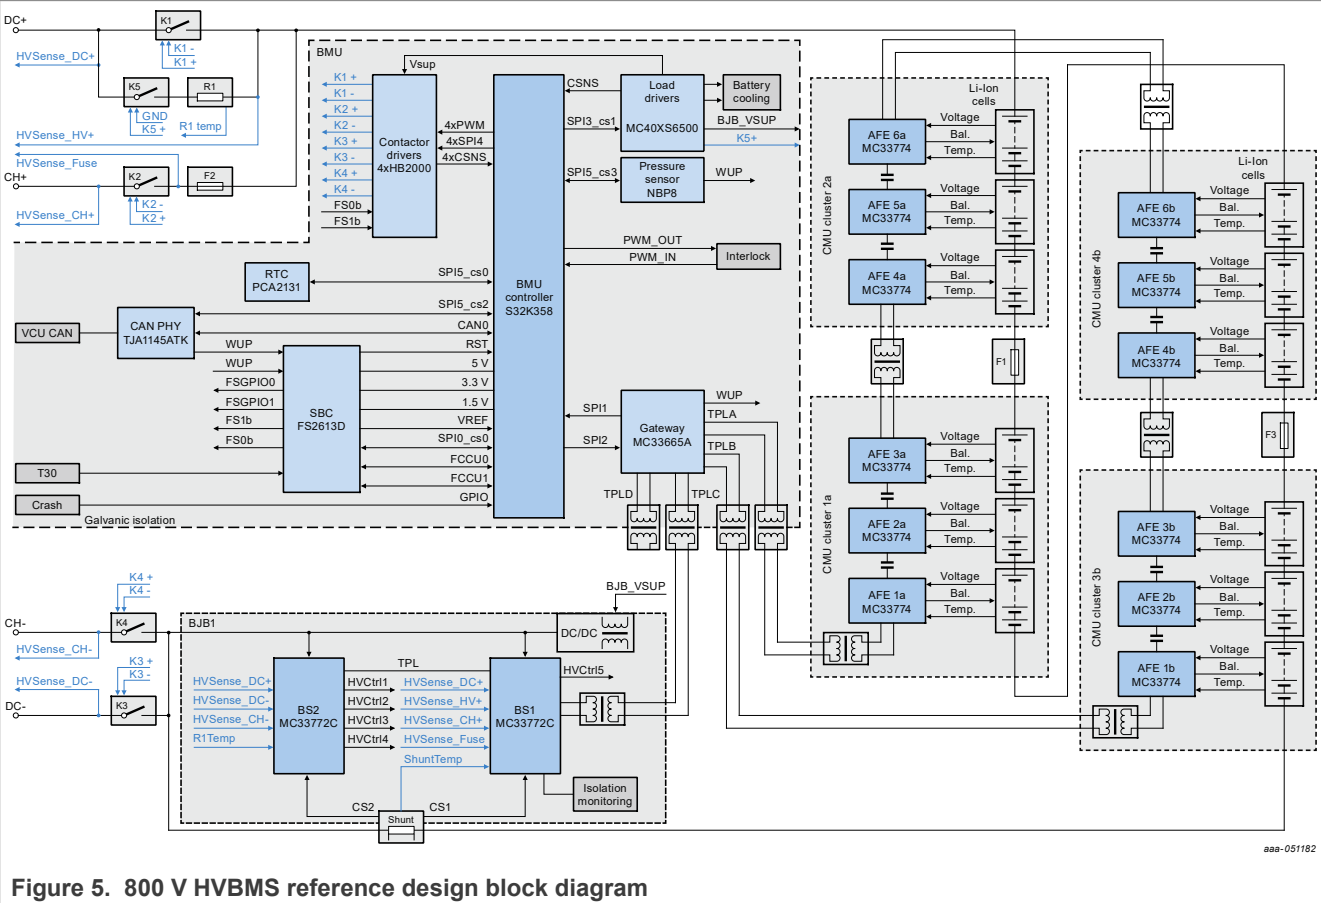 DC+
K1
K1 -
K1 +
HVSense_DC+
K5
R1
GND
K5 +
R1 temp
HVSense_HV+
HVSense_Fuse
CH+
K2
F2
K2 -
K2 +
HVSense_CH+
BMU
Vsup
K1 +
K1 -
K2 +
K2 -
K3 +
K3 -
K4 +
K4 -
FS0b
FS1b
Contactor
drivers
4xHB2000
4xPWM
4xSPI4
4xCSNS
CSNS
SPI3_cs1
SPI5_cs3
Load
drivers
MC40XS6500
Battery
cooling
BJB_VSUP
K5+
Pressure
sensor
NBP8
WUP
PWM_OUT
PWM_IN
Interlock
BMU
controller
S32K358
RTC
PCA2131
SPI5_cs0
SPI5_cs2
CAN0
VCU CAN
CAN PHY
TJA1145ATK
WUP
WUP
FSGPIO0
FSGPIO1
FS1b
FS0b
SBC
FS2613D
RST
5 V
3.3 V
1.5 V
VREF
SPI0_cs0
FCCU0
FCCU1
GPIO
T30
Crash
Galvanic isolation
SPI1
SPI2
Gateway
MC33665A
WUP
TPLA
TPLB
TPLD
TPLC
CMU cluster 2a
Li-Ion
cells
AFE 6a
MC33774
Voltage
Bal.
Temp.
AFE 5a
MC33774
Voltage
Bal.
Temp.
AFE 4a
MC33774
Voltage
Bal.
Temp.
F1
CMU cluster 1a
AFE 3a
MC33774
Voltage
Bal.
Temp.
AFE 2a
MC33774
Voltage
Bal.
Temp.
AFE 1a
MC33774
Voltage
Bal.
Temp.
CMU cluster 4b
Li-Ion
cells
AFE 6b
MC33774
Voltage
Bal.
Temp.
AFE 5b
MC33774
Voltage
Bal.
Temp.
AFE 4b
MC33774
Voltage
Bal.
Temp.
F3
CMU cluster 3b
AFE 3b
MC33774
Voltage
Bal.
Temp.
AFE 2b
MC33774
Voltage
Bal.
Temp.
AFE 1b
MC33774
Voltage
Bal.
Temp.
K4 +
K4 -
CH-
K4
HVSense_CH-
K3 +
K3 -
HVSense_DC-
DC-
K3
BJB1
BJB_VSUP
DC/DC
TPL
HVCtrl5
HVSense_DC+
HVSense_DC-
HVSense_CH-
R1Temp
BS2
MC33772C
HVCtrl1
HVCtrl2
HVCtrl3
HVCtrl4
HVSense_DC+
HVSense_HV+
HVSense_CH+
HVSense_Fuse
ShuntTemp
BS1
MC33772C
Isolation
monitoring
CS2
CS1
Shunt
aaa-051182
Figure 5. 800 V HVBMS reference design block diagram